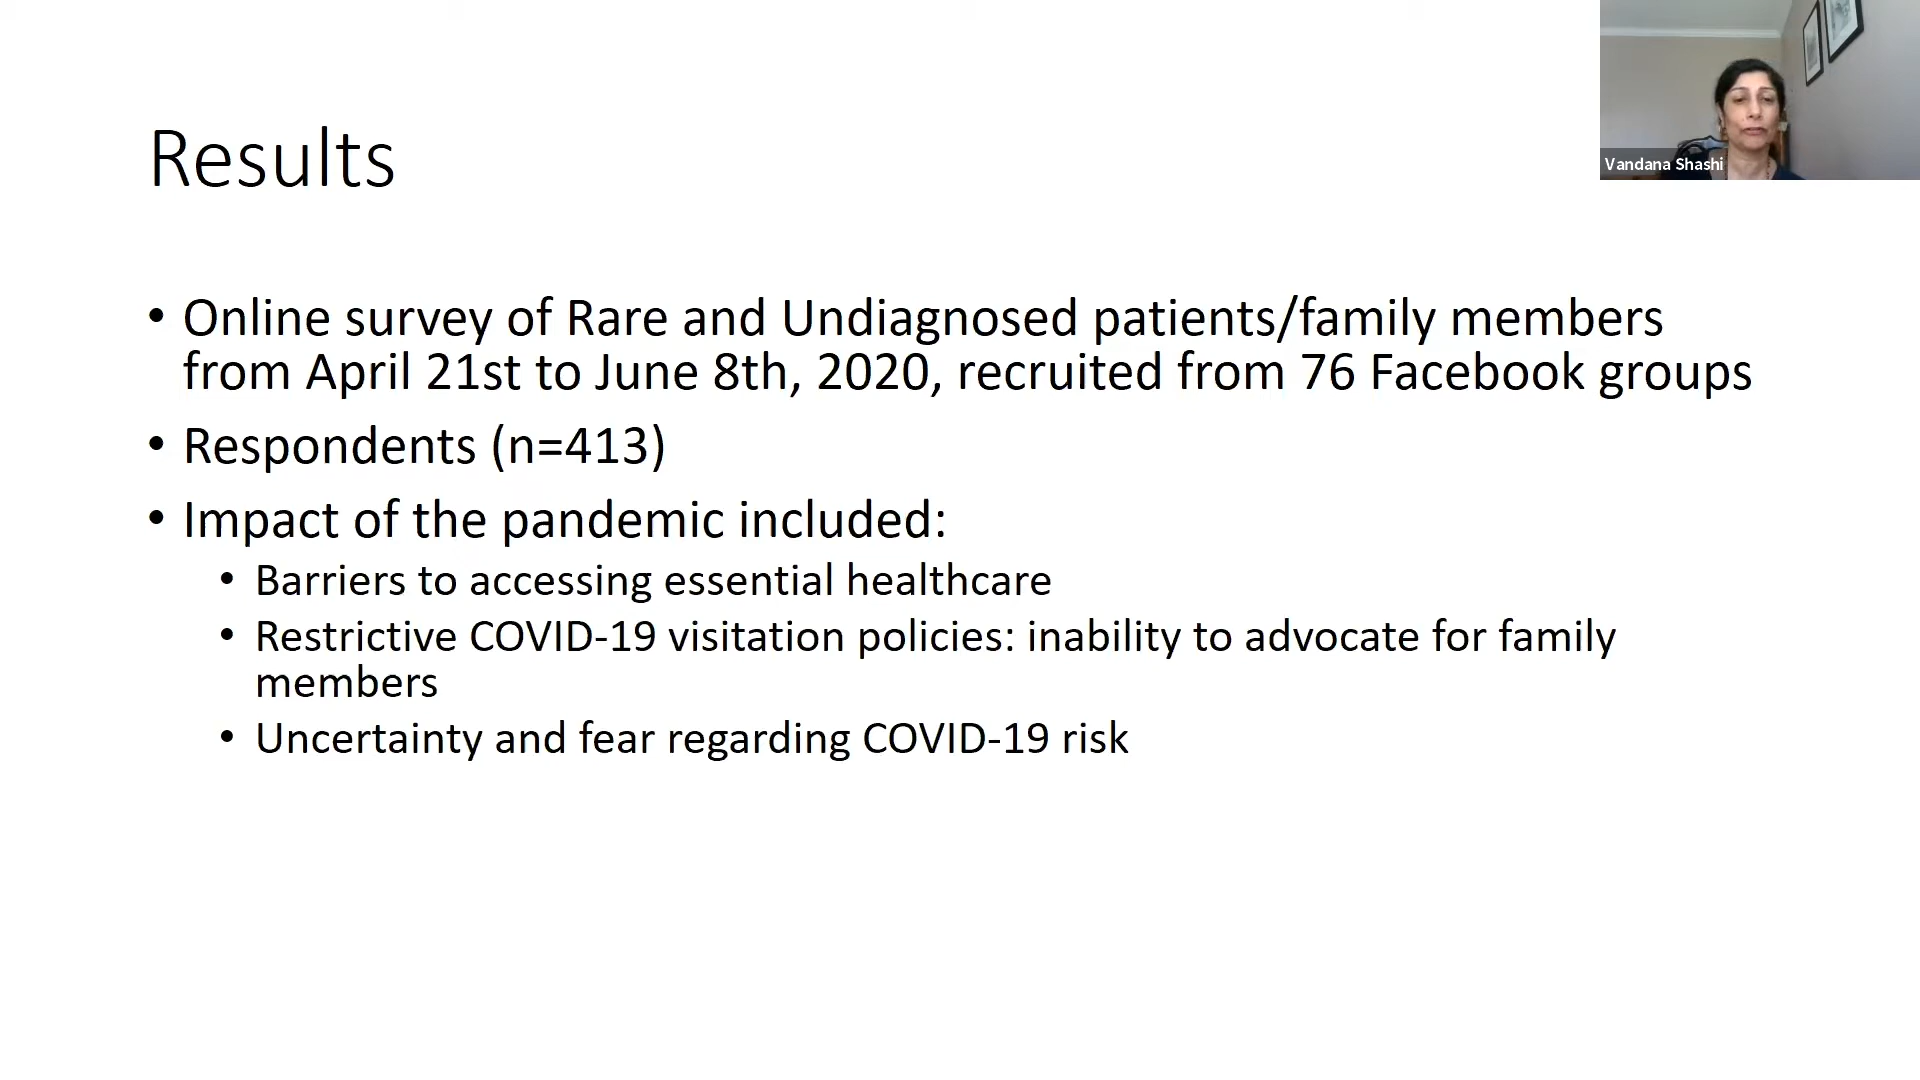 Vandana Shashi
Results
• Online survey of Rare and Undiagnosed patients/family members
from April 21st to June 8th, 2020, recruited from 76 Facebook groups
• Respondents (n=413)
• Impact of the pandemic included:
• Barriers to accessing essential healthcare
• Restrictive COVID-19 visitation policies: inability to advocate for family
members
• Uncertainty and fear regarding COVID-19 risk